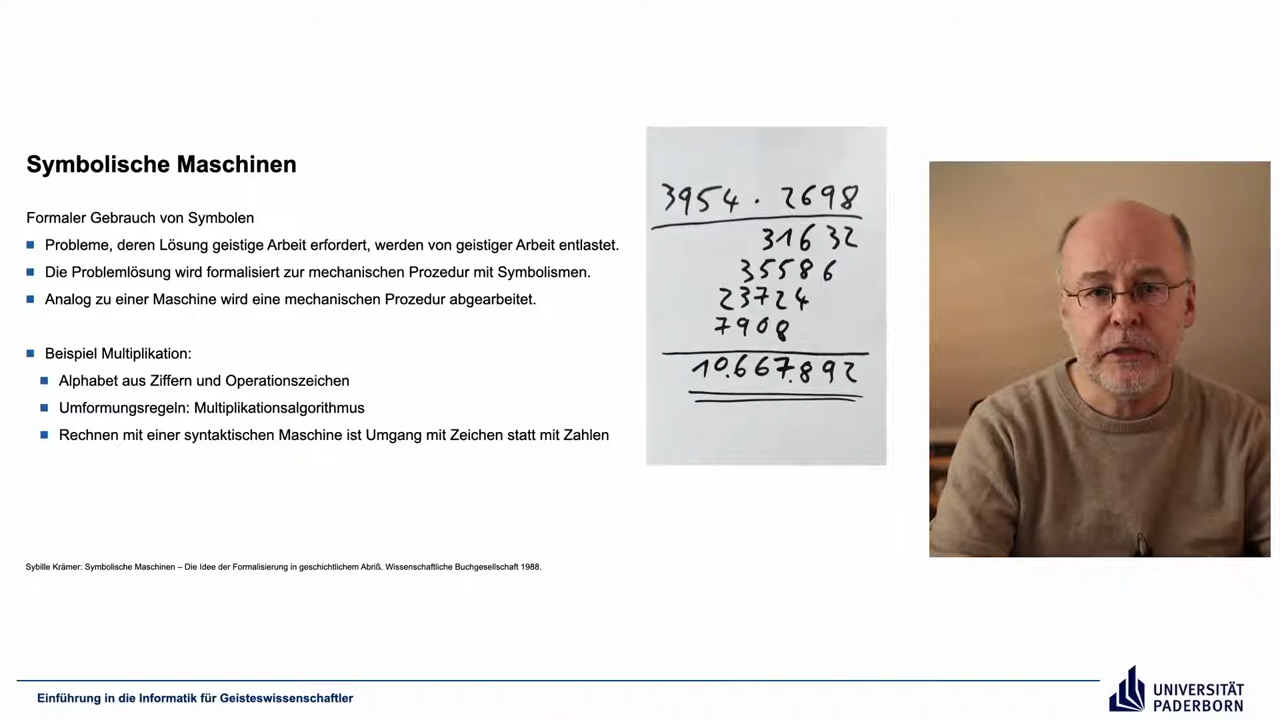 Symbolische Maschinen
Formaler Gebrauch von Symbolen
Probleme, deren Lösung geistige Arbeit erfordert, werden von geistiger Arbeit entlastet.
Die Problemlösung wird formalisiert zur mechanischen Prozedur mit Symbolismen.
Analog zu einer Maschine wird eine mechanischen Prozedur abgearbeitet.
Beispiel Multiplikation:
Alphabet aus Ziffern und Operationszeichen
Umformungsregeln: Multiplikationsalgorithmus
Rechnen mit einer syntaktischen Maschine ist Umgang mit Zeichen statt mit Zahlen
3954 · 2698
31632
35586
23724
7908
10.667.892
Sybille Krämer: Symbolische Maschinen – Die Idee der Formalisierung in geschichtlichem Abriß. Wissenschaftliche Buchgesellschaft 1988.
Einführung in die Informatik für Geisteswissenschaftler
UNIVERSITÄT
PADERBORN